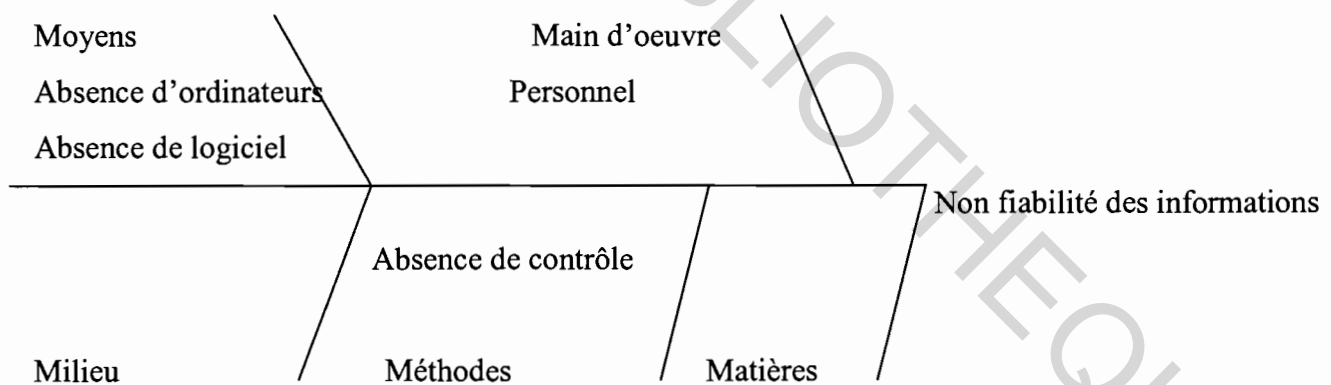 Moyens
Main d'oeuvre
Absence d'ordinateurs
Personnel
Absence de logiciel
Non fiabilité des informations
Absence de contrôle
Milieu
Méthodes
Matières